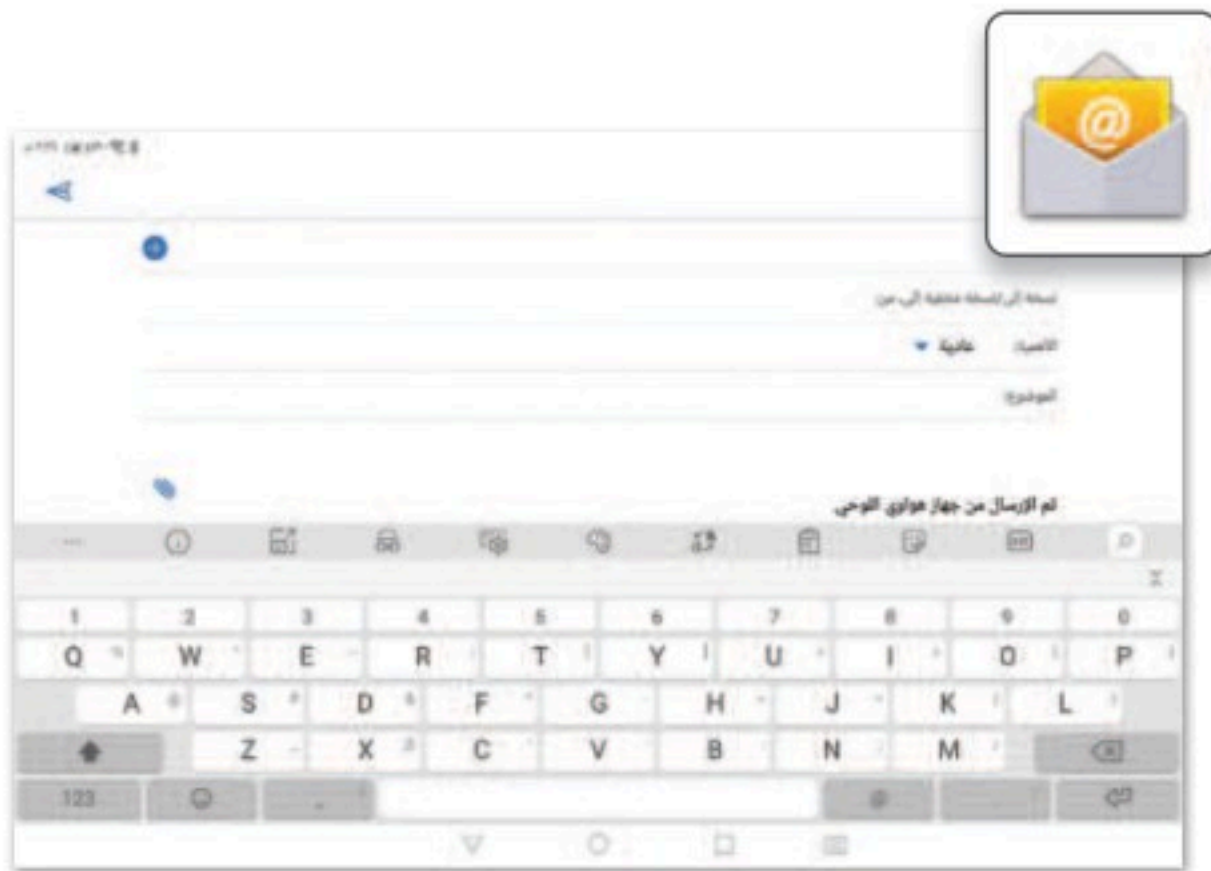 @
نسخة إلى/نسخة مخفية إلى، من:
الأهمية: عادية
الموضوع:
تم الإرسال من جهاز هواوي اللوحي
1 2 3 4 5 6 7 8 9 0
Q W E R T Y U I O P
A S D F G H J K L
Z X C V B N M
123 @